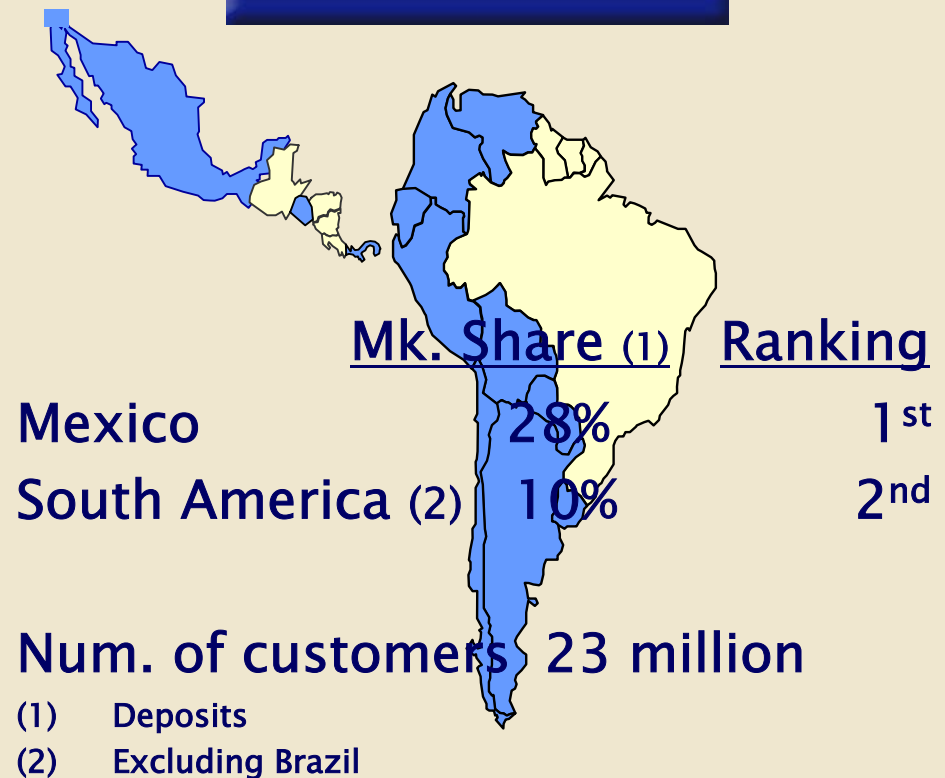 Mk. Share (1) Ranking
Mexico 28% 1st
South America (2) 10% 2nd
Num. of customers 23 million
(1) Deposits
(2) Excluding Brazil